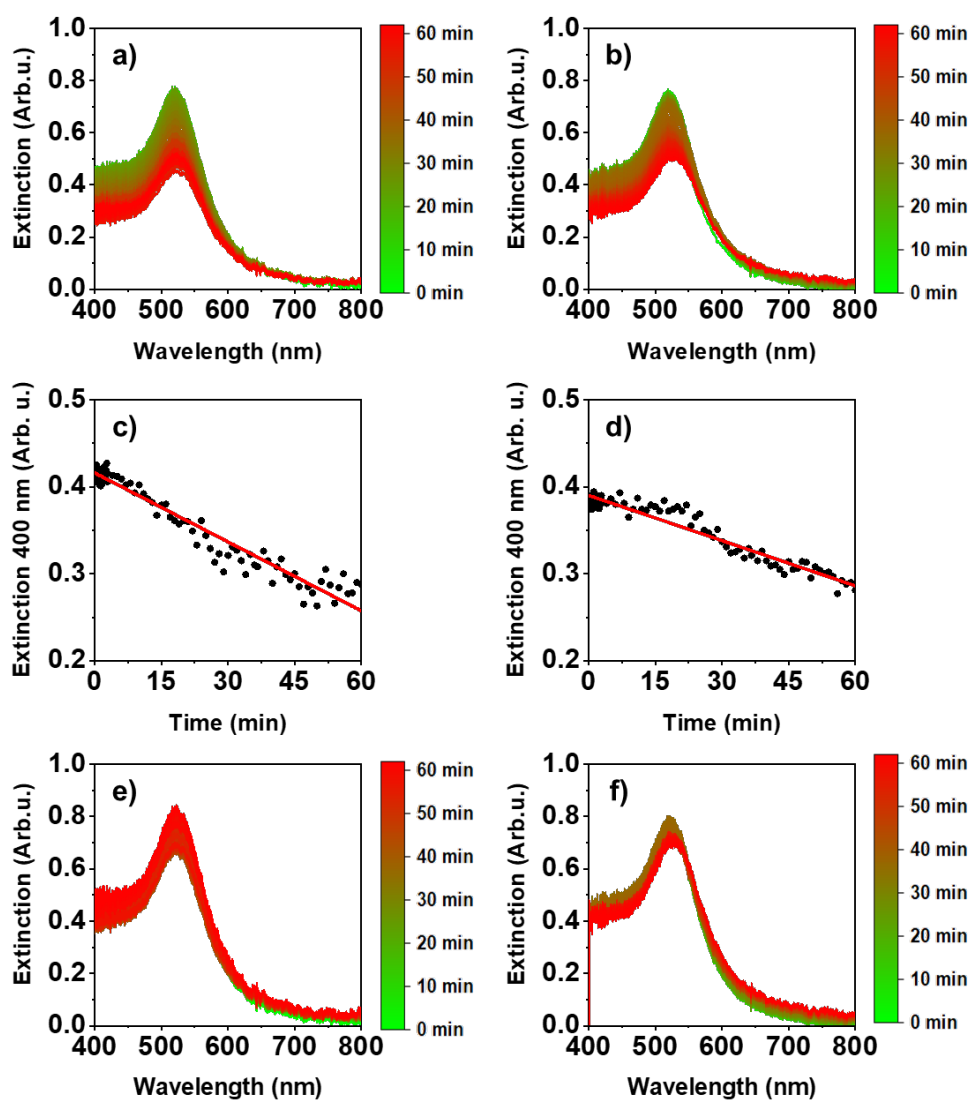 a)
Extinction (Arb.u.)
1.0
0.8
0.6
0.4
0.2
0.0
400 500 600 700 800
Wavelength (nm)
60 min
50 min
40 min
30 min
20 min
10 min
0 min
b)
Extinction (Arb.u.)
1.0
0.8
0.6
0.4
0.2
0.0
400 500 600 700 800
Wavelength (nm)
60 min
50 min
40 min
30 min
20 min
10 min
0 min
c)
Extinction 400 nm (Arb. u.)
0.5
0.4
0.3
0.2
0 15 30 45 60
Time (min)
d)
Extinction 400 nm (Arb. u.)
0.5
0.4
0.3
0.2
0 15 30 45 60
Time (min)
e)
Extinction (Arb.u.)
1.0
0.8
0.6
0.4
0.2
0.0
400 500 600 700 800
Wavelength (nm)
60 min
50 min
40 min
30 min
20 min
10 min
0 min
f)
Extinction (Arb.u.)
1.0
0.8
0.6
0.4
0.2
0.0
400 500 600 700 800
Wavelength (nm)
60 min
50 min
40 min
30 min
20 min
10 min
0 min